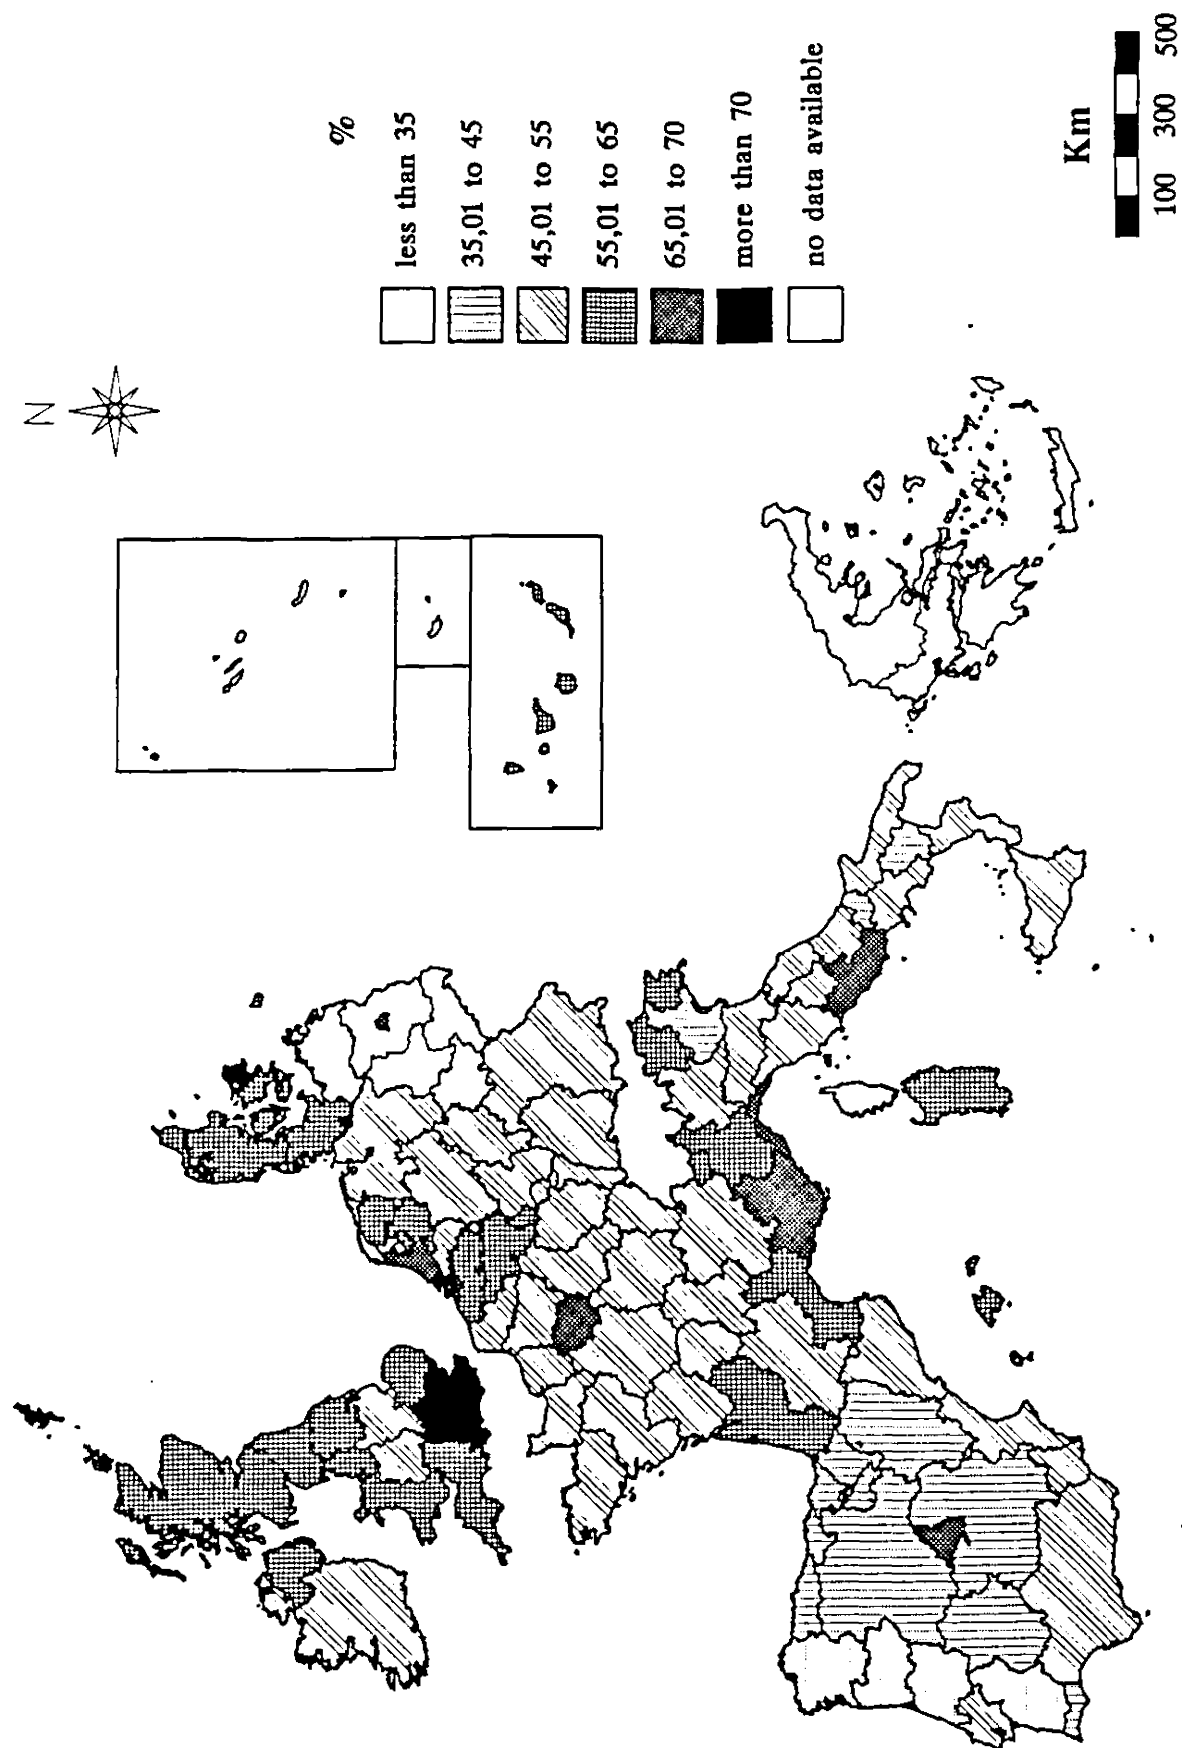 N
%
less than 35
35,01 to 45
45,01 to 55
55,01 to 65
65,01 to 70
more than 70
no data available
Km
100 300 500